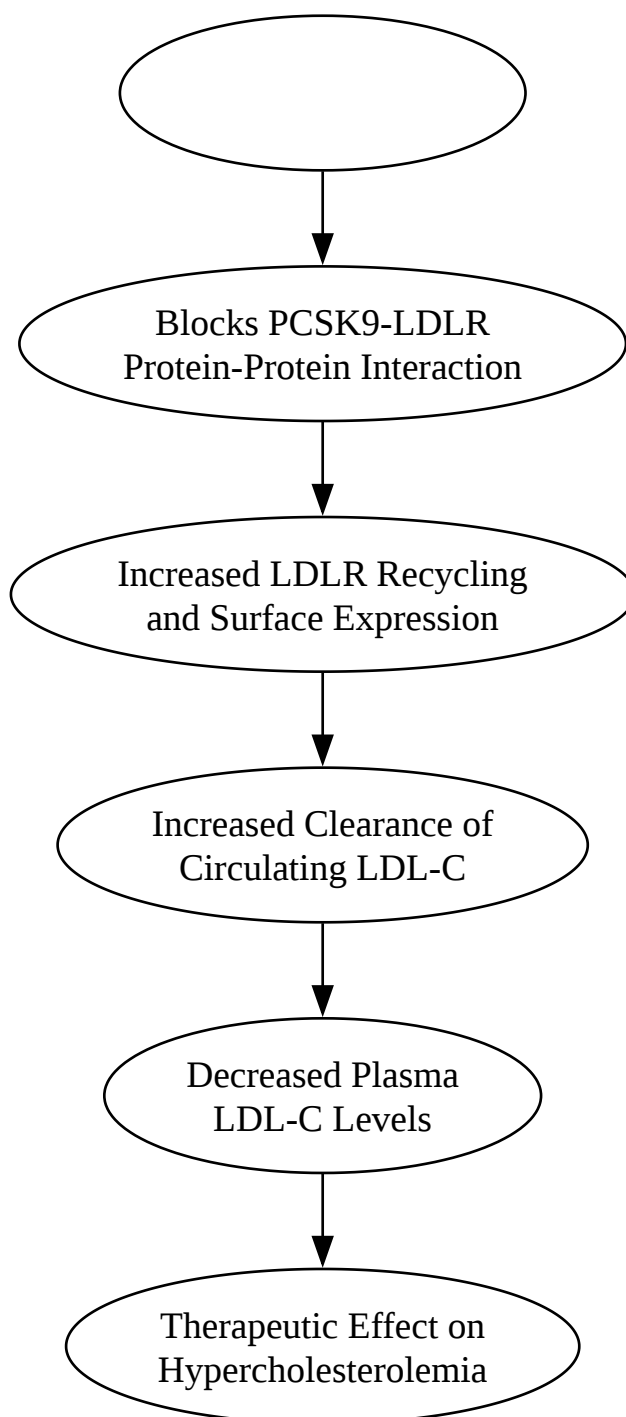 Blocks PCSK9-LDLR
Protein-Protein Interaction
Increased LDLR Recycling
and Surface Expression
Increased Clearance of
Circulating LDL-C
Decreased Plasma
LDL-C Levels
Therapeutic Effect on
Hypercholesterolemia